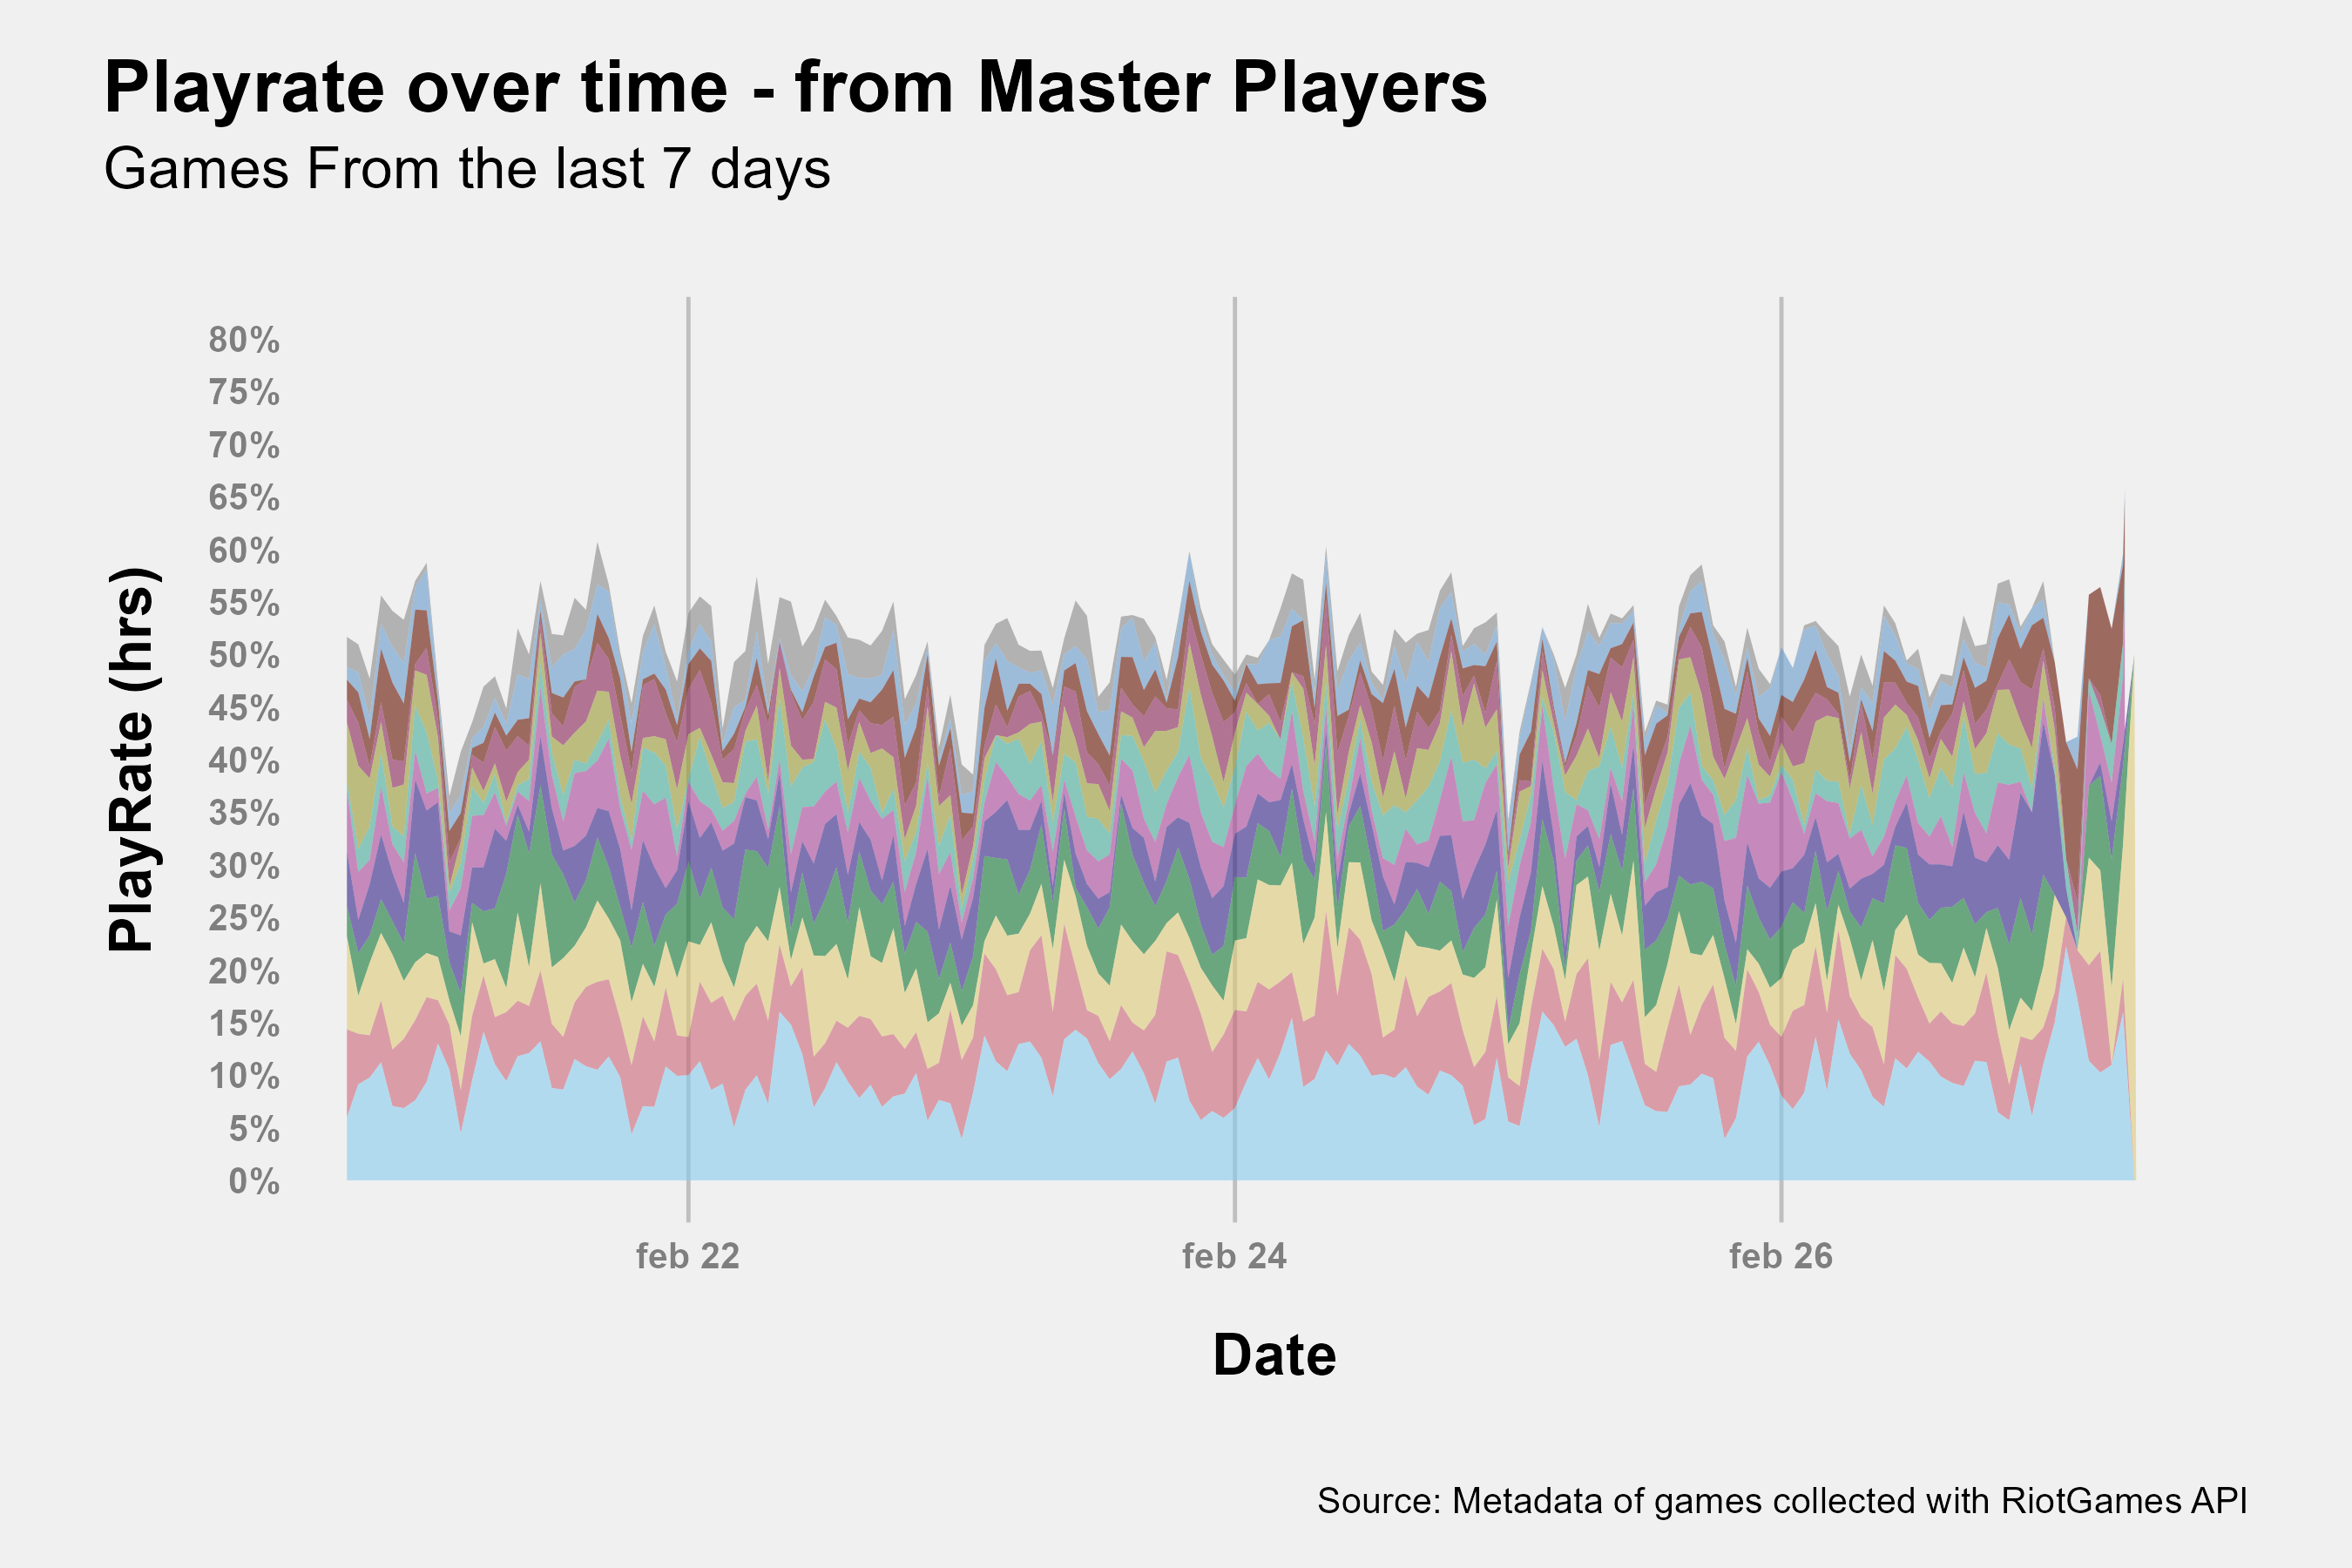 Playrate over time - from Master Players
Games From the last 7 days
80%
75%
70%
65%
60%
55%
50%
45%
40%
35%
30%
25%
20%
15%
10%
5%
0%
PlayRate (hrs)
feb 22
feb 24
feb 26
Date
Source: Metadata of games collected with RiotGames API